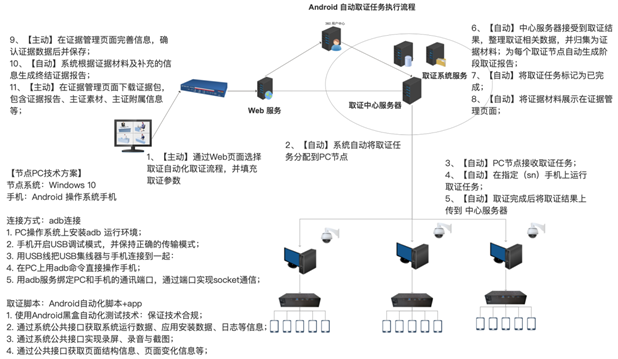 Android 自动取证任务执行流程
9、【主动】在证据管理页面完善信息，确
认证据数据后并保存；
10、【自动】系统根据证据材料及补充的信
息生成终结证据报告；
11、【主动】在证据管理页面下载证据包，
包含证据报告、主证素材、主证附属信息
等；
6、【自动】中心服务器接受到取证结
果，整理取证相关数据，并归集为证
据材料；为每个取证节点自动生成阶
段取证报告；
7、【自动】将取证任务标记为已完
成；
8、【自动】将证据材料展示在证据管
理页面；
取证系统服务
Web 服务
取证中心服务器
1、【主动】通过Web页面选择
取证自动化取证流程，并填充
取证参数
2、【自动】系统自动将取证任
务分配到PC节点
3、【自动】PC节点接收取证任务；
4、【自动】在指定（sn）手机上运行
取证任务；
5、【自动】取证完成后将取证结果上
传到 中心服务器
【节点PC技术方案】
节点系统：Windows 10
手机：Android 操作系统手机
连接方式：adb连接
1. PC操作系统上安装adb 运行环境；
2. 手机开启USB调试模式，并保持正确的传输模式；
3. 用USB线把USB集线器与手机连接到一起：
4. 在PC上用adb命令直接操作手机；
5. 用adb服务绑定PC和手机的通讯端口，通过端口实现socket通信；
取证脚本：Android自动化脚本+app
1. 使用Android黑盒自动化测试技术：保证技术合规；
2. 通过系统公共接口获取系统运行数据、应用安装数据、日志等信息；
3. 通过系统公共接口实现录屏、录音与截图；
4. 通过公共接口获取页面结构信息、页面变化信息等；